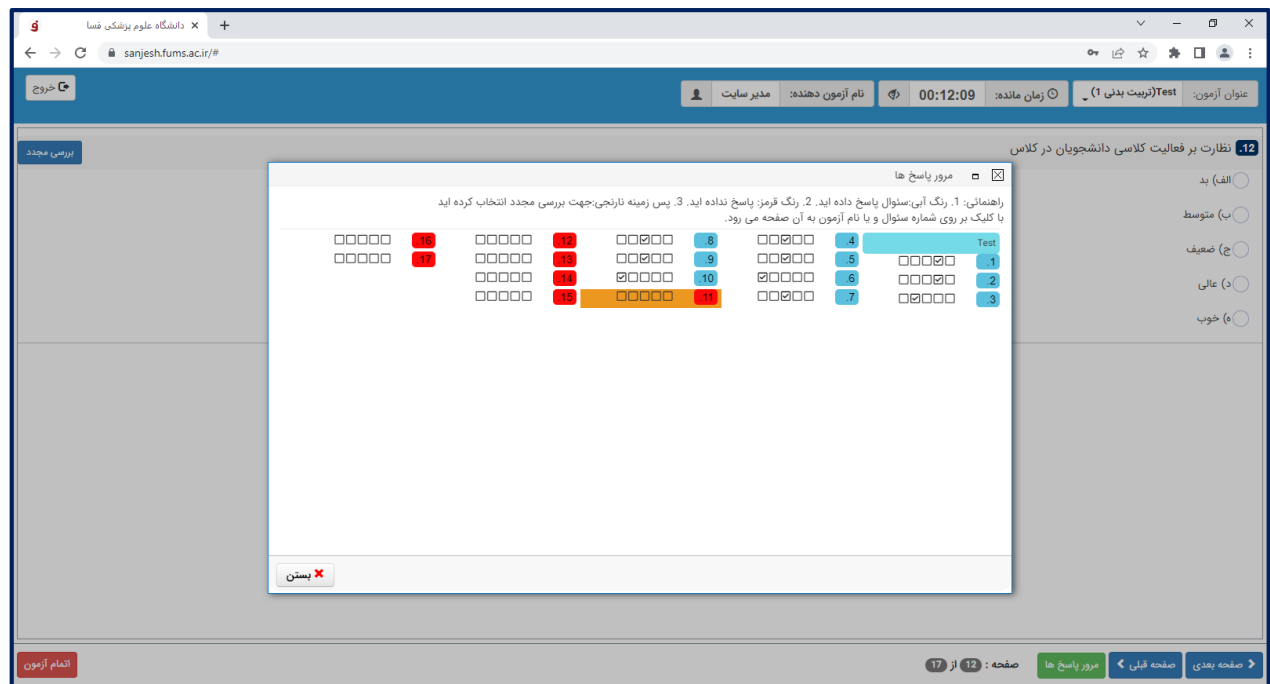 دانشگاه علوم پزشکی فسا
sanjesh.fums.ac.ir/#
عنوان آزمون: Test(تربیت بدنی 1)
زمان مانده: 00:12:09
نام آزمون دهنده: مدیر سایت
خروج
12. نظارت بر فعالیت کلاسی دانشجویان در کلاس
بررسی مجدد
الف) بد
ب) متوسط
ج) ضعیف
د) عالی
ه) خوب
مرور پاسخ ها
راهنمائی: 1. رنگ آبی:سئوال پاسخ داده اید. 2. رنگ قرمز: پاسخ نداده اید. 3. پس زمینه نارنجی:جهت بررسی مجدد انتخاب کرده اید
با کلیک بر روی شماره سئوال و یا نام آزمون به آن صفحه می رود.
Test
1.
2.
3.
4.
5.
6.
7.
8.
9.
10.
11.
12.
13.
14.
15.
16.
17.
بستن
صفحه بعدی
صفحه قبلی
مرور پاسخ ها
صفحه : 12 از 17
اتمام آزمون